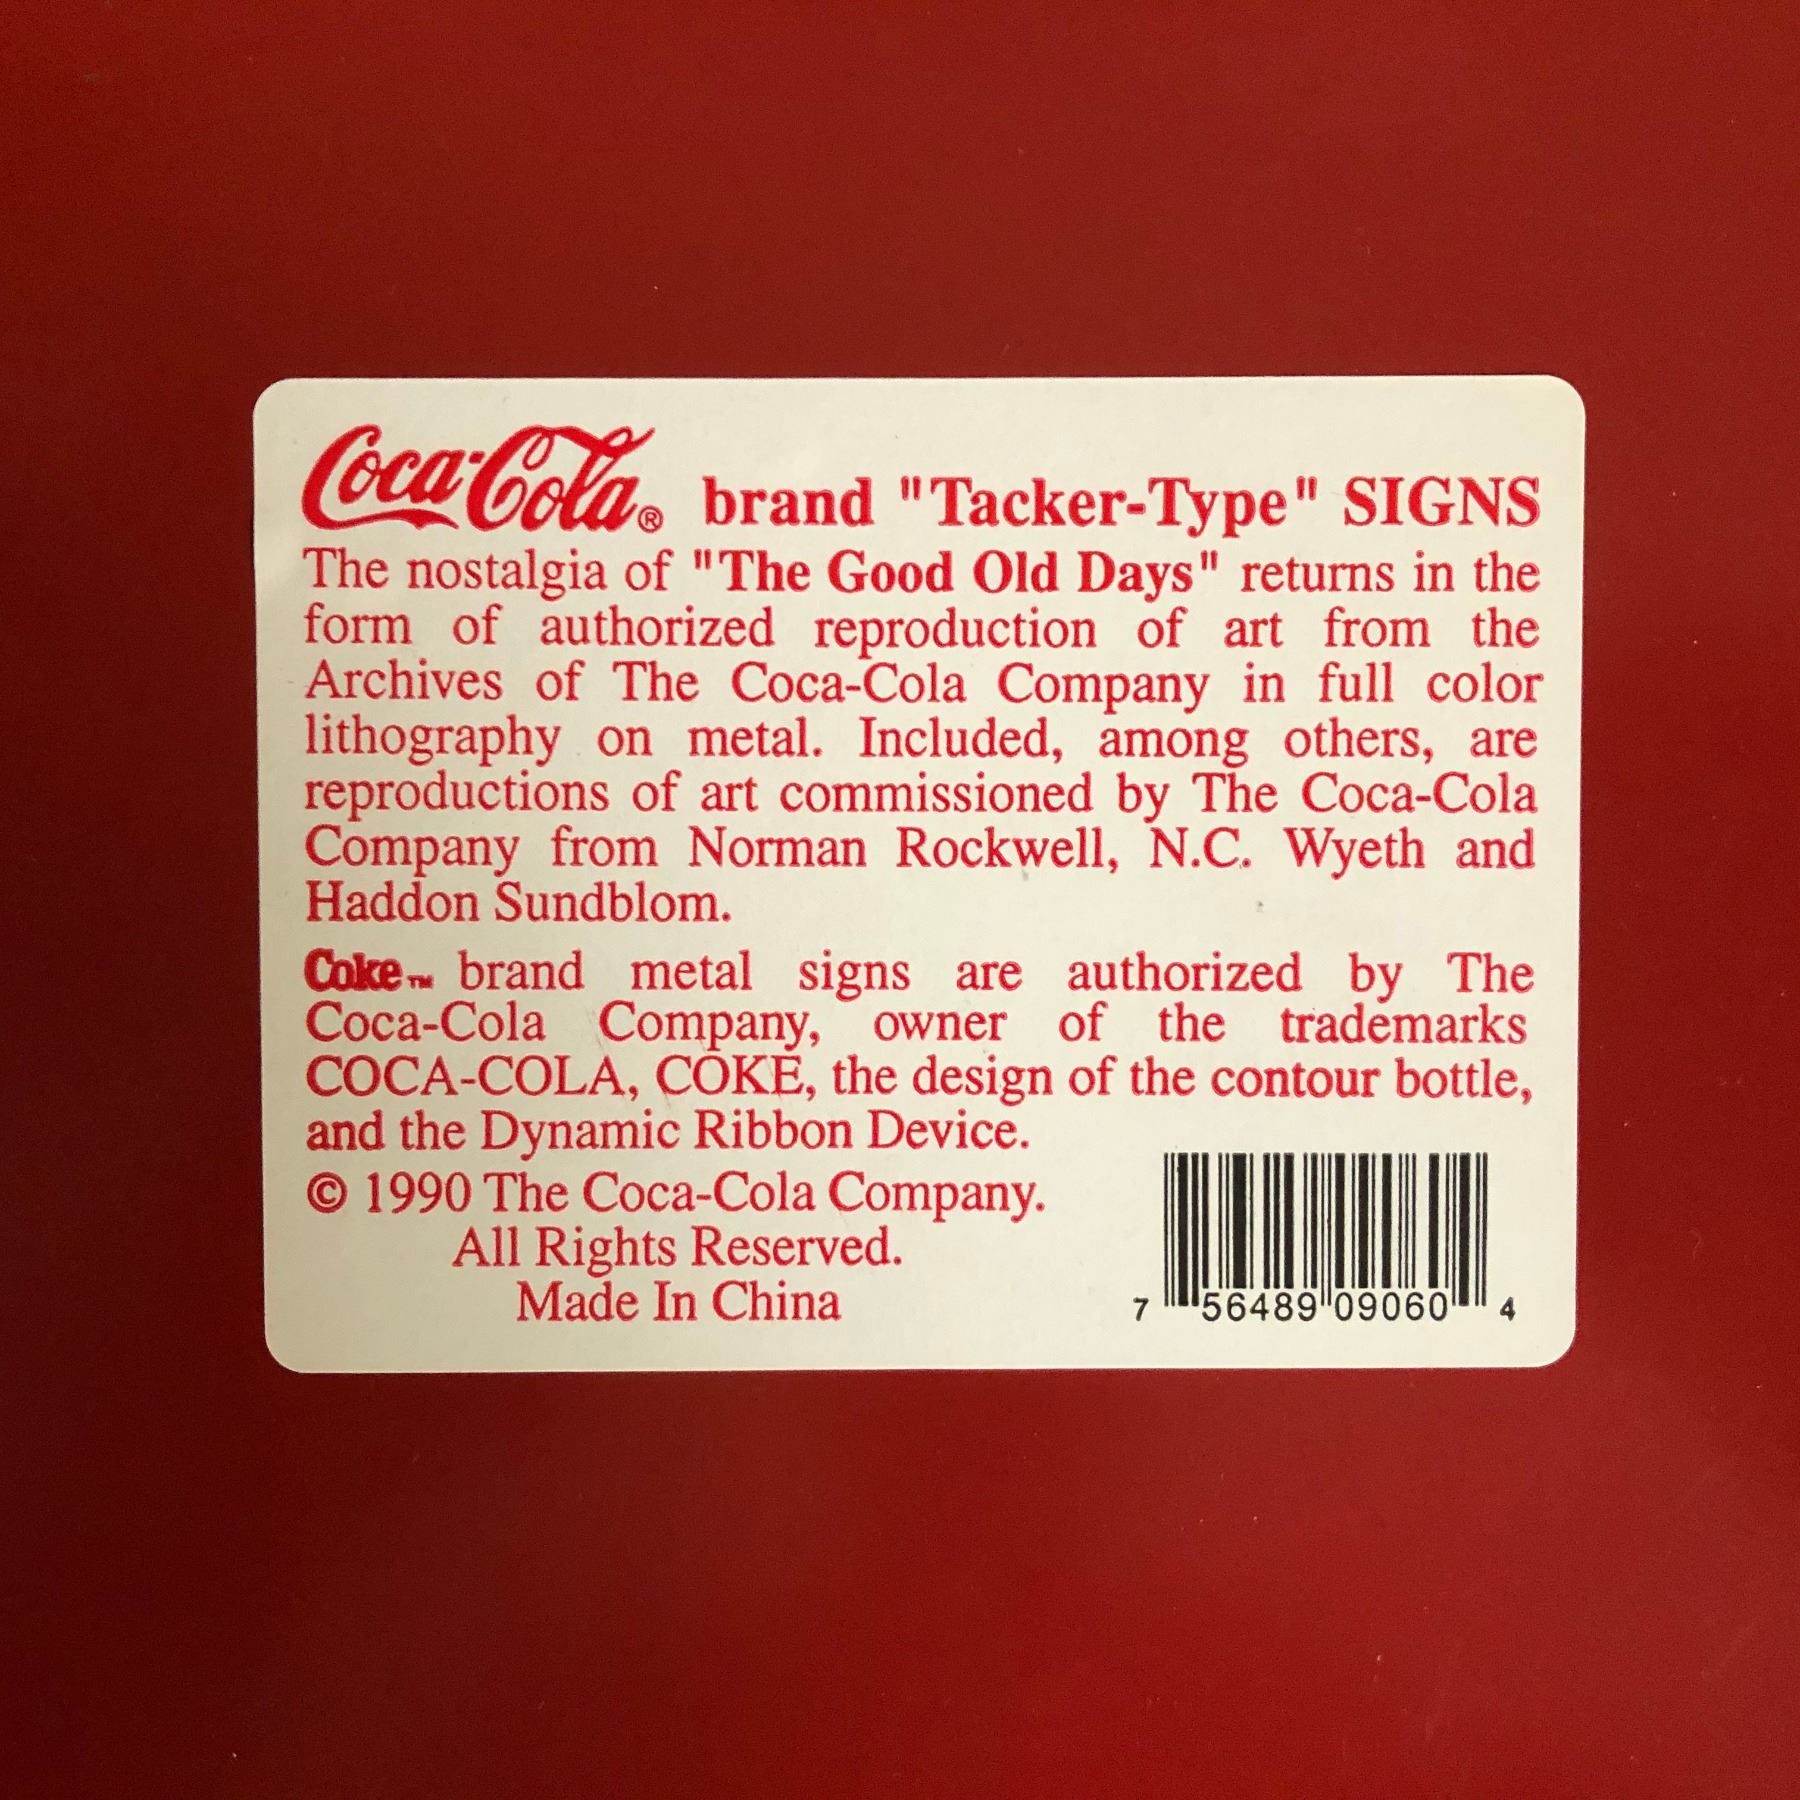 Coca-Cola® brand "Tacker-Type" SIGNS
The nostalgia of "The Good Old Days" returns in the
form of authorized reproduction of art from the
Archives of The Coca-Cola Company in full color
lithography on metal. Included, among others, are
reproductions of art commissioned by The Coca-Cola
Company from Norman Rockwell, N.C. Wyeth and
Haddon Sundblom.
Coke™ brand metal signs are authorized by The
Coca-Cola Company, owner of the trademarks
COCA-COLA, COKE, the design of the contour bottle,
and the Dynamic Ribbon Device.
© 1990 The Coca-Cola Company.
All Rights Reserved.
Made In China
7 56489 09060 4